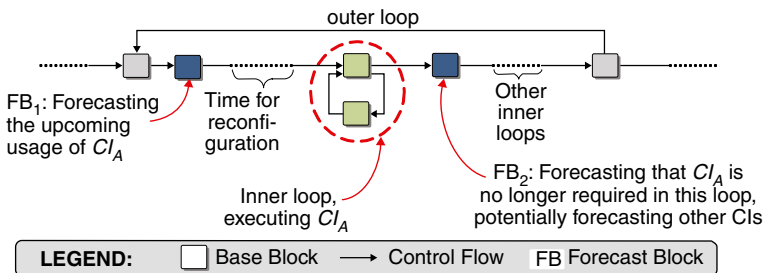 outer loop
FB1: Forecasting
the upcoming
usage of CIA
Time for
reconfi-
guration
Other
inner
loops
Inner loop,
executing CIA
FB2: Forecasting that CIA is
no longer required in this loop,
potentially forecasting other CIs
LEGEND: Base Block Control Flow FB Forecast Block